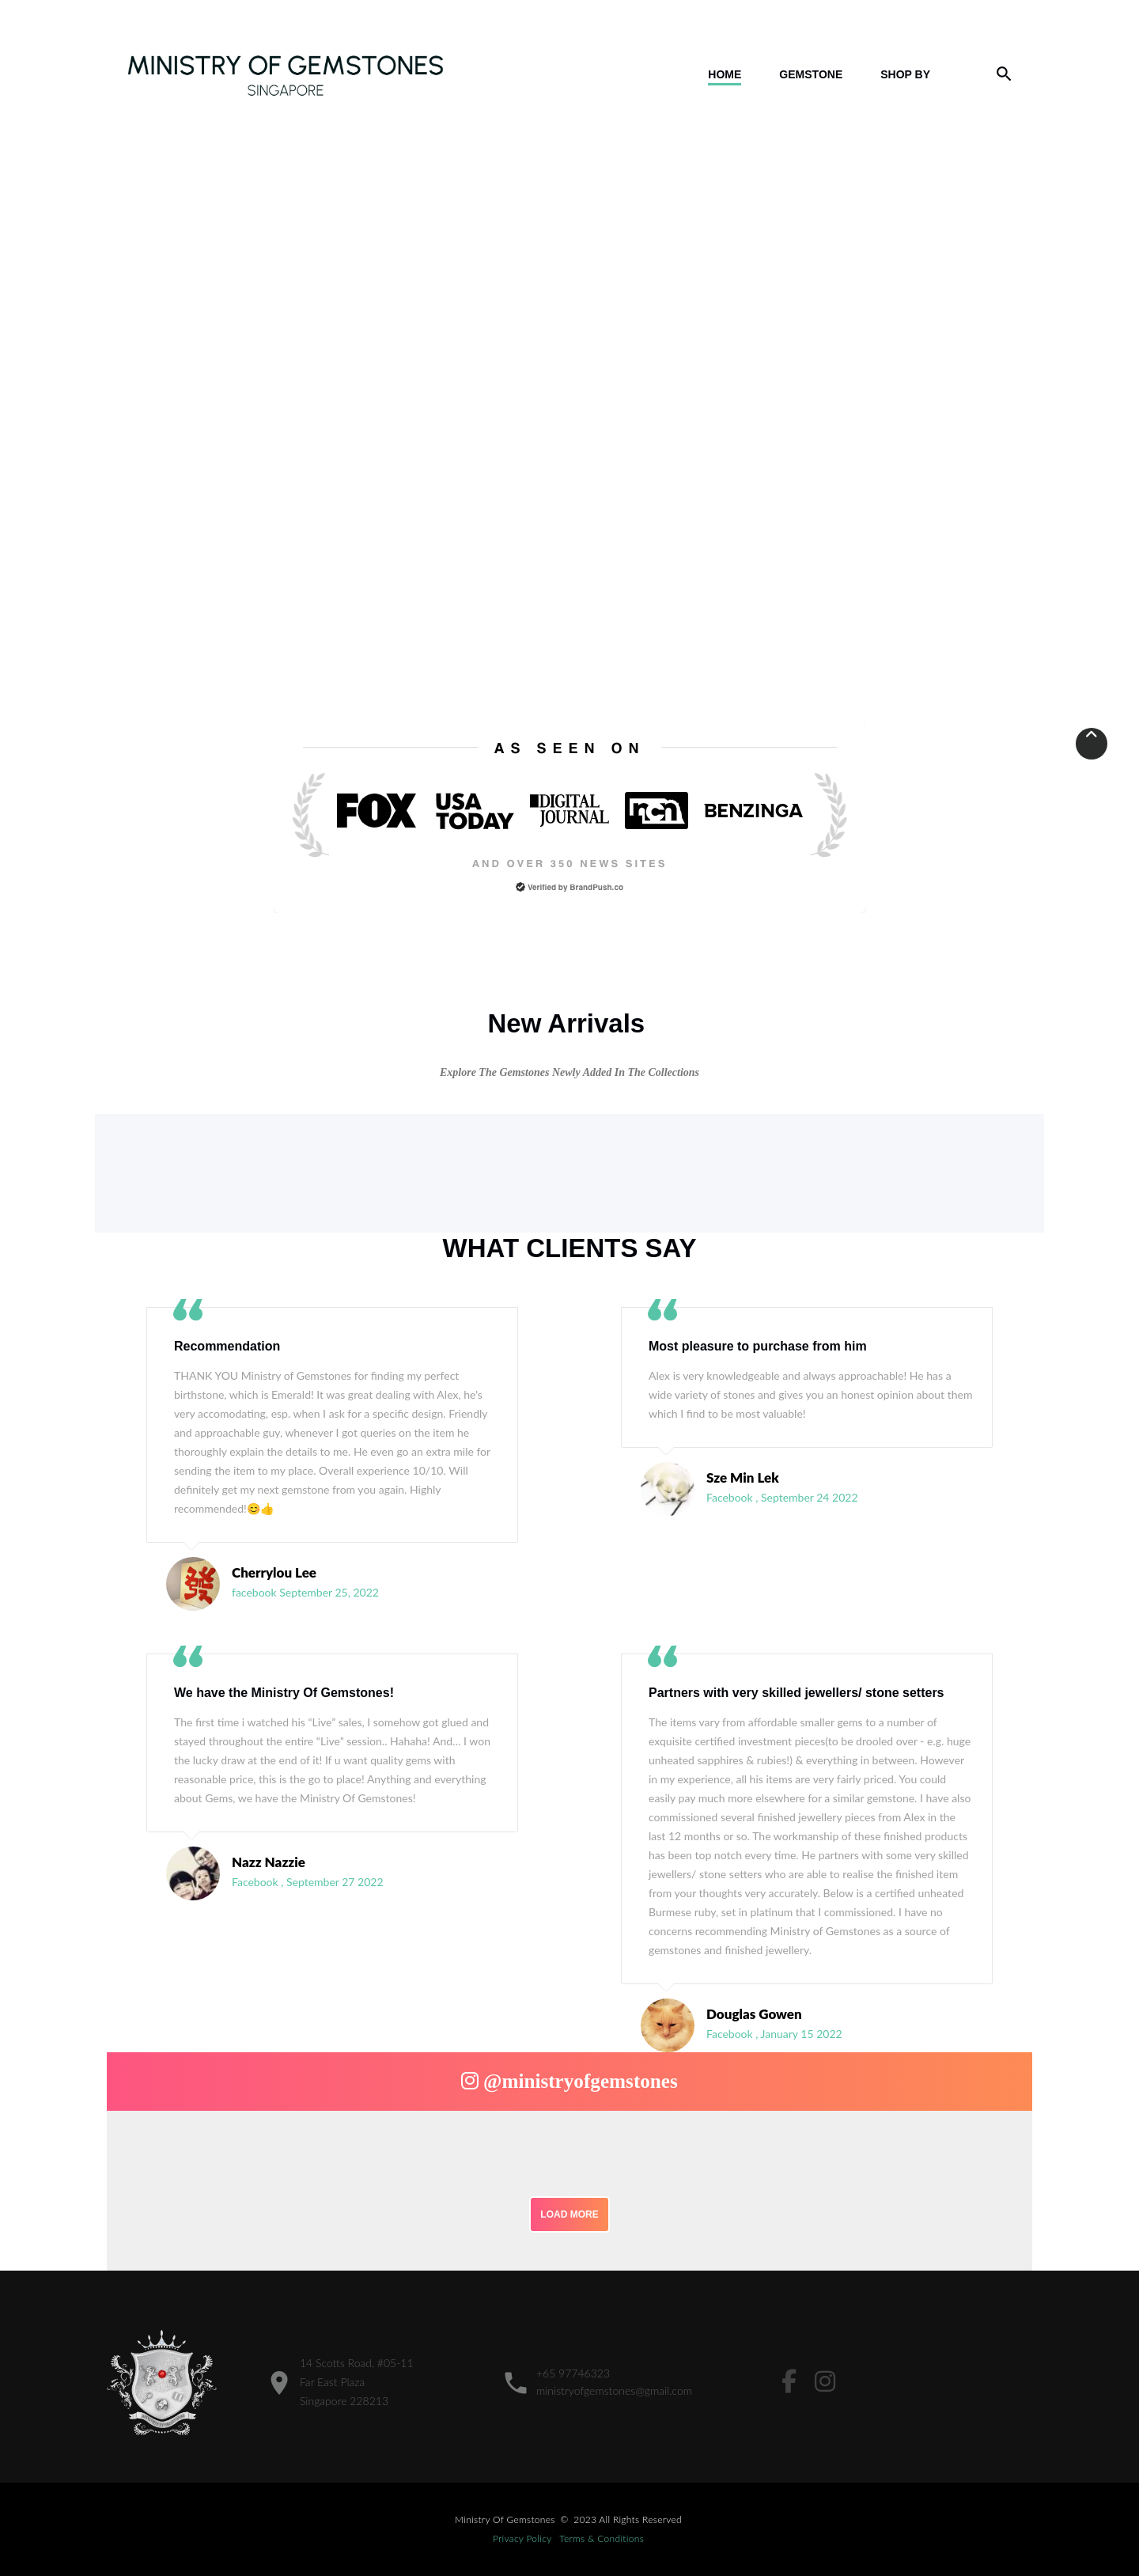 MINISTRY OF GEMSTONES
SINGAPORE
HOME
GEMSTONE
SHOP BY
AS SEEN ON
FOX
USA TODAY
DIGITAL JOURNAL
ncn
BENZINGA
AND OVER 350 NEWS SITES
Verified by BrandPush.co
New Arrivals
Explore The Gemstones Newly Added In The Collections
WHAT CLIENTS SAY
Recommendation
THANK YOU Ministry of Gemstones for finding my perfect
birthstone, which is Emerald! It was great dealing with Alex, he's
very accomodating, esp. when I ask for a specific design. Friendly
and approachable guy, whenever I got queries on the item he
thoroughly explain the details to me. He even go an extra mile for
sending the item to my place. Overall experience 10/10. Will
definitely get my next gemstone from you again. Highly
recommended!😊👍
Cherrylou Lee
facebook September 25, 2022
Most pleasure to purchase from him
Alex is very knowledgeable and always approachable! He has a
wide variety of stones and gives you an honest opinion about them
which I find to be most valuable!
Sze Min Lek
Facebook , September 24 2022
We have the Ministry Of Gemstones!
The first time i watched his "Live" sales, I somehow got glued and
stayed throughout the entire "Live" session.. Hahaha! And... I won
the lucky draw at the end of it! If u want quality gems with
reasonable price, this is the go to place! Anything and everything
about Gems, we have the Ministry Of Gemstones!
Nazz Nazzie
Facebook , September 27 2022
Partners with very skilled jewellers/ stone setters
The items vary from affordable smaller gems to a number of
exquisite certified investment pieces(to be drooled over - e.g. huge
unheated sapphires & rubies!) & everything in between. However
in my experience, all his items are very fairly priced. You could
easily pay much more elsewhere for a similar gemstone. I have also
commissioned several finished jewellery pieces from Alex in the
last 12 months or so. The workmanship of these finished products
has been top notch every time. He partners with some very skilled
jewellers/ stone setters who are able to realise the finished item
from your thoughts very accurately. Below is a certified unheated
Burmese ruby, set in platinum that I commissioned. I have no
concerns recommending Ministry of Gemstones as a source of
gemstones and finished jewellery.
Douglas Gowen
Facebook , January 15 2022
@ministryofgemstones
LOAD MORE
14 Scotts Road, #05-11
Far East Plaza
Singapore 228213
+65 97746323
ministryofgemstones@gmail.com
Ministry Of Gemstones © 2023 All Rights Reserved
Privacy Policy Terms & Conditions